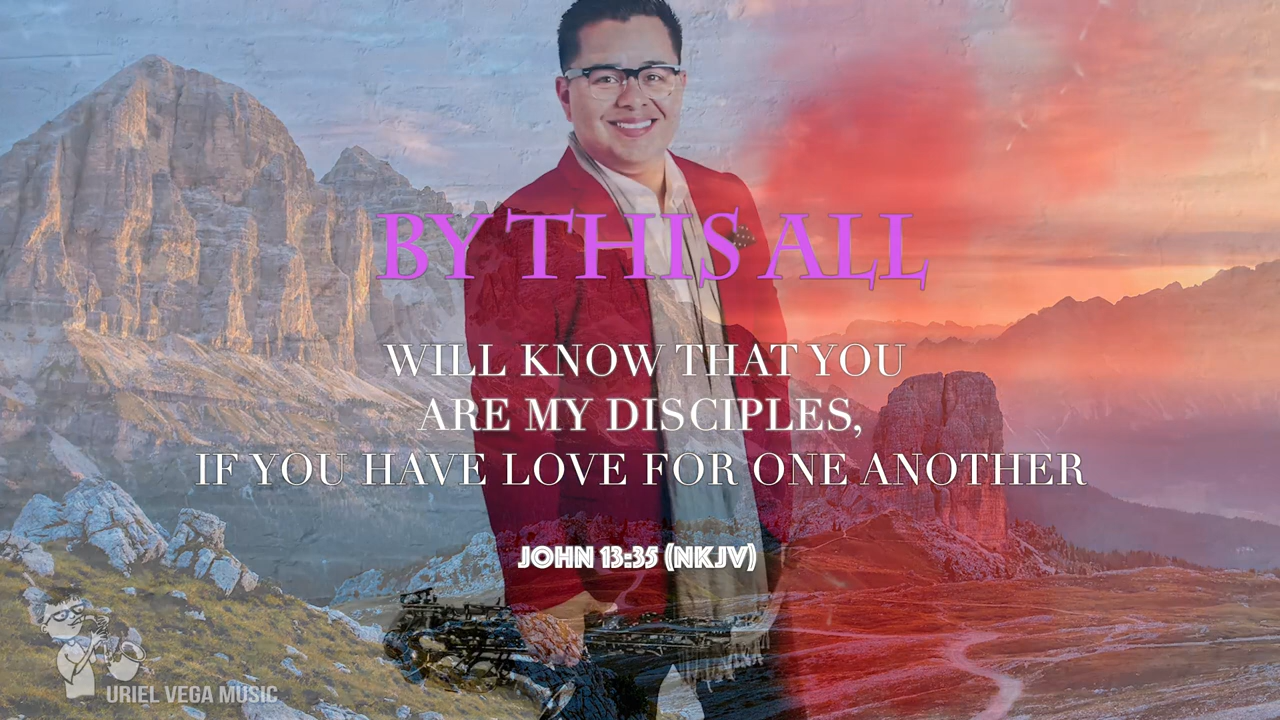 BY THIS ALL
WILL KNOW THAT YOU
ARE MY DISCIPLES,
IF YOU HAVE LOVE FOR ONE ANOTHER
JOHN 13:35 (NKJV)
URIEL VEGA MUSIC